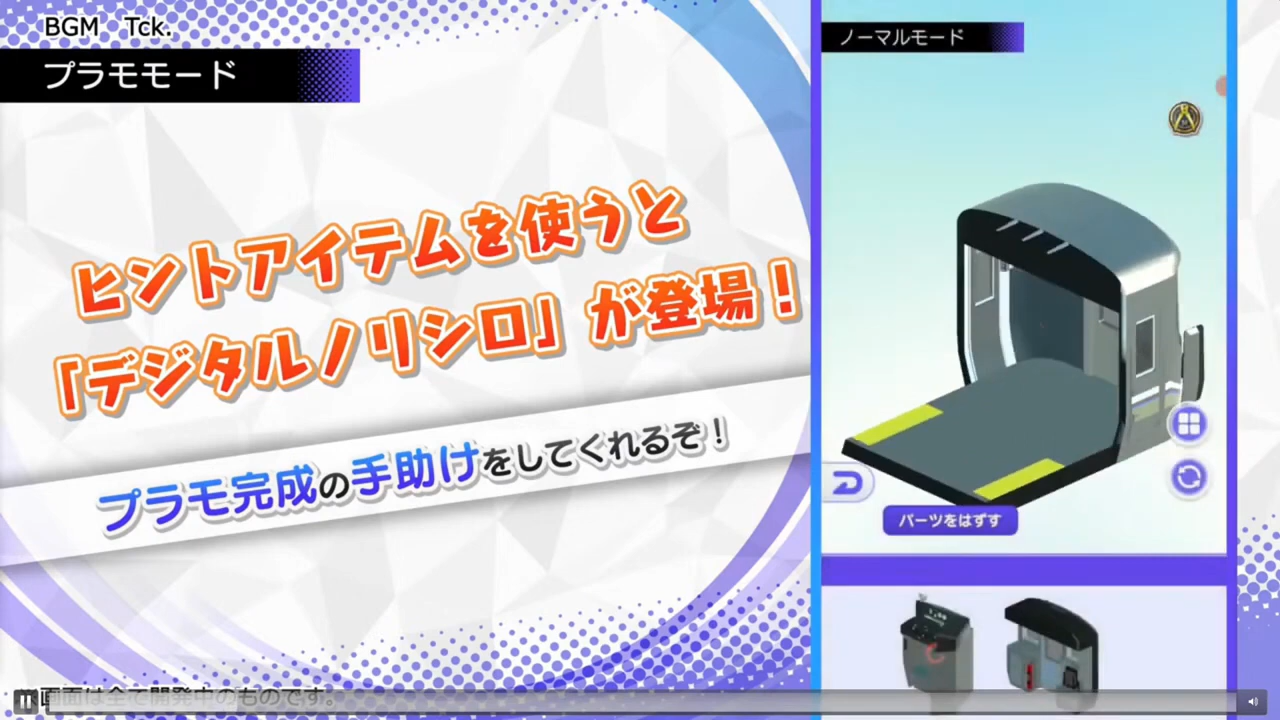 BGM Tck.
プラモモード
ノーマルモード
ヒントアイテムを使うと
「デジタルノリシロ」が登場！
プラモ完成の手助けをしてくれるぞ！
パーツをはずす
※画面は全て開発中のものです。